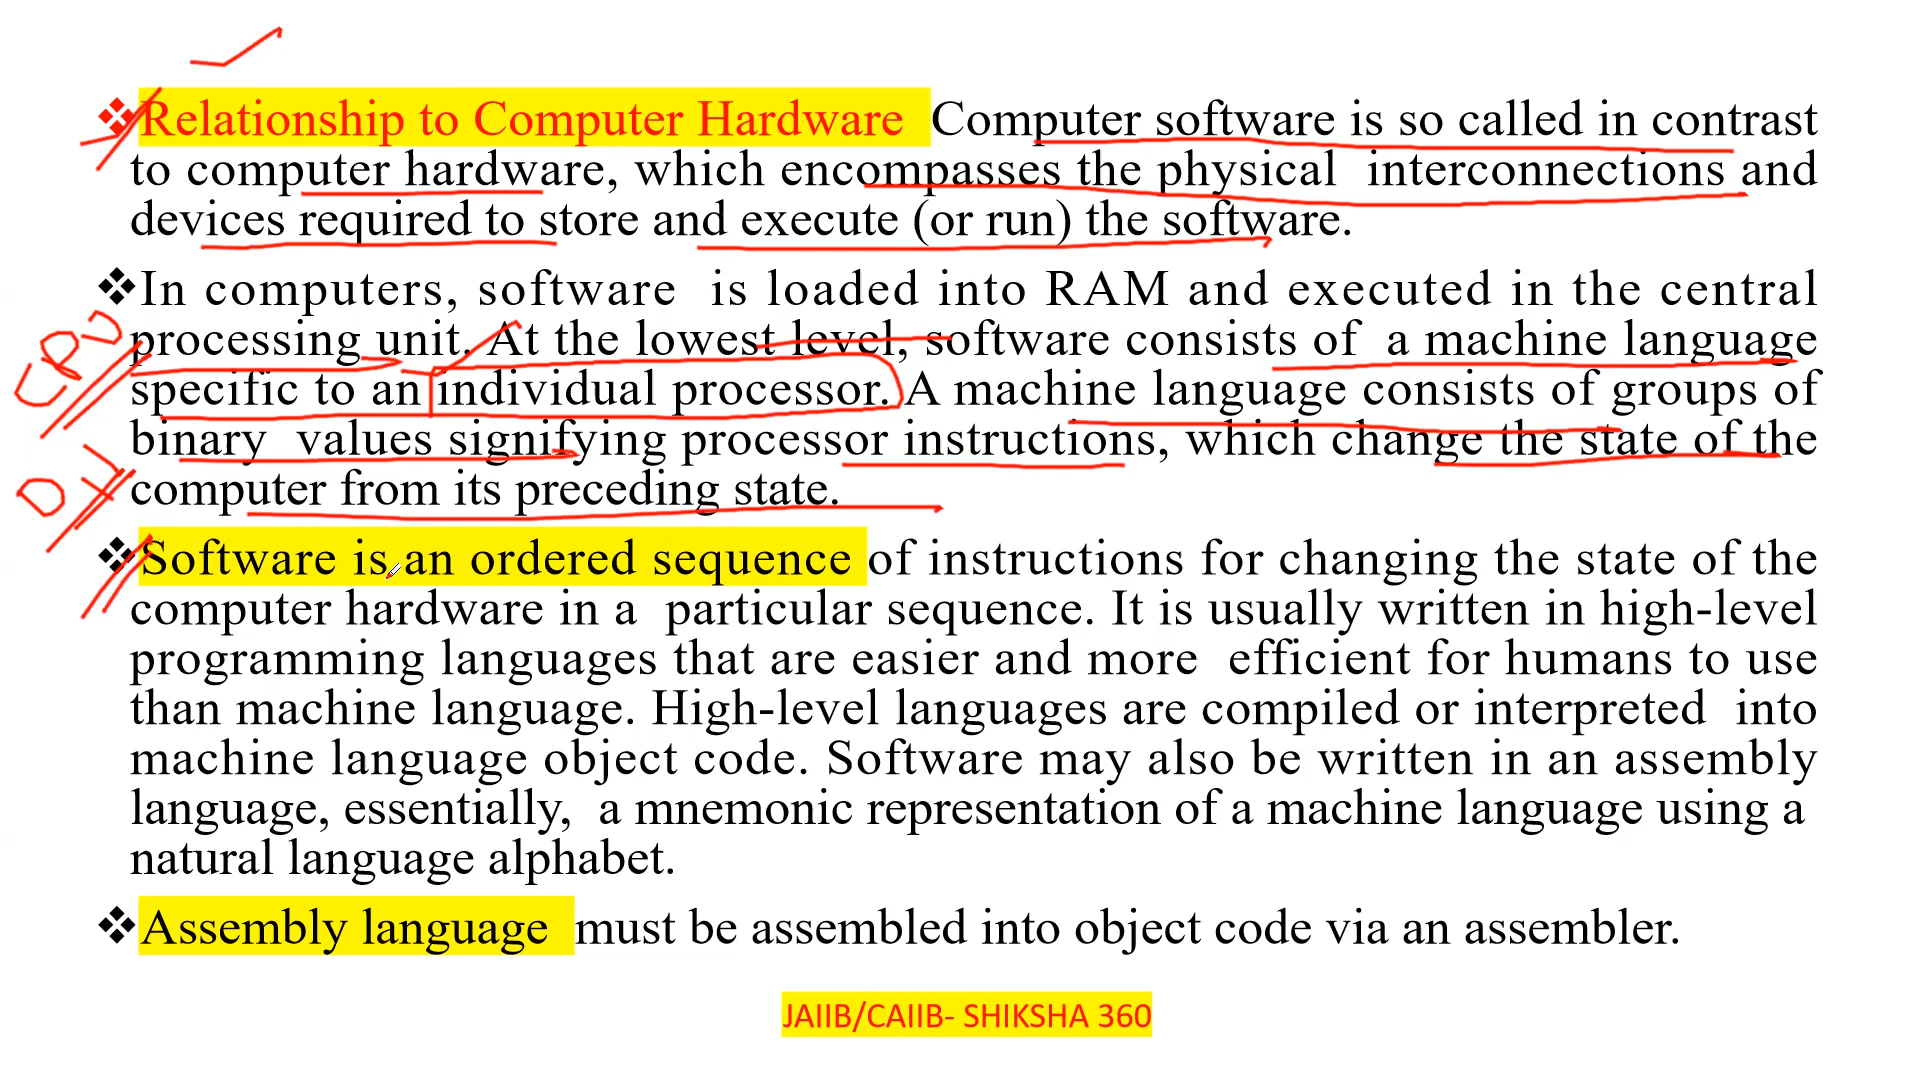 ❖Relationship to Computer Hardware Computer software is so called in contrast
to computer hardware, which encompasses the physical interconnections and
devices required to store and execute (or run) the software.
❖In computers, software is loaded into RAM and executed in the central
processing unit. At the lowest level, software consists of a machine language
specific to an individual processor. A machine language consists of groups of
binary values signifying processor instructions, which change the state of the
computer from its preceding state.
CPU
❖Software is an ordered sequence of instructions for changing the state of the
computer hardware in a particular sequence. It is usually written in high-level
programming languages that are easier and more efficient for humans to use
than machine language. High-level languages are compiled or interpreted into
machine language object code. Software may also be written in an assembly
language, essentially, a mnemonic representation of a machine language using a
natural language alphabet.
❖Assembly language must be assembled into object code via an assembler.
JAIIB/CAIIB- SHIKSHA 360